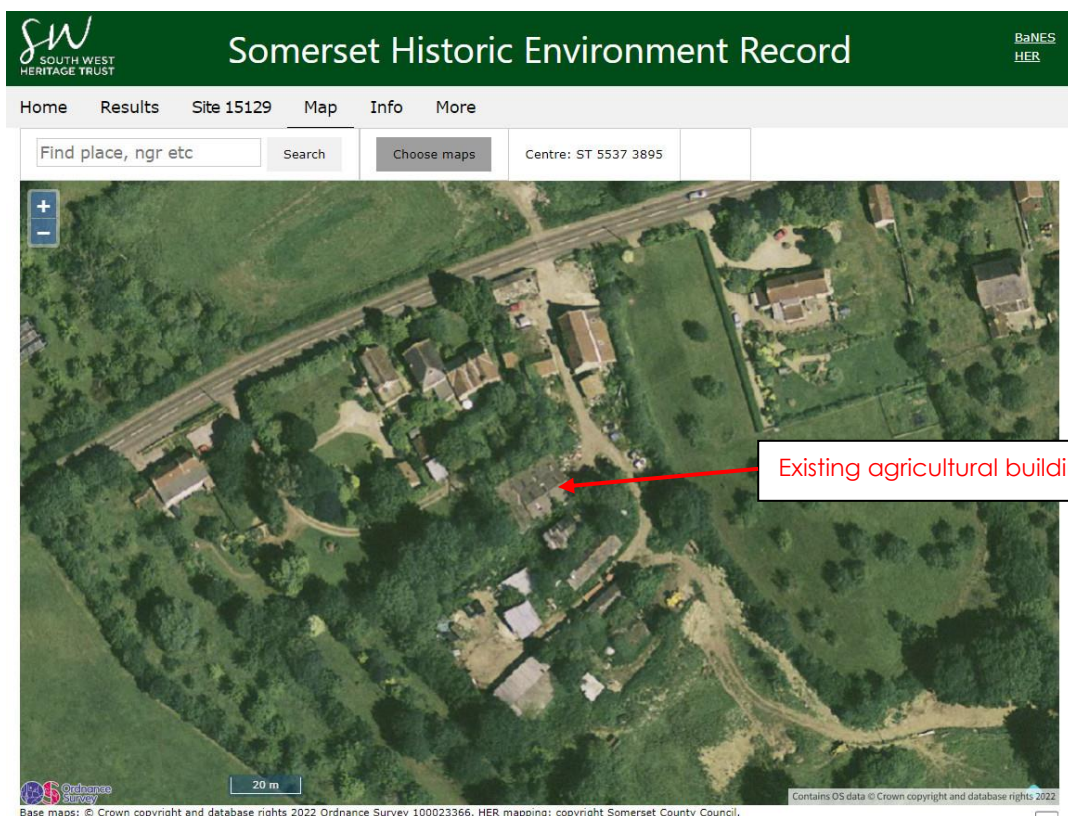 SW
SOUTH WEST
HERITAGE TRUST
Somerset Historic Environment Record
BaNES
HER
Home Results Site 15129 Map Info More
Find place, ngr etc Search Choose maps Centre: ST 5537 3895
+
−
Existing agricultural buildi
OS Ordnance
Survey
20 m
Contains OS data © Crown copyright and database rights 2022
Base maps: © Crown copyright and database rights 2022 Ordnance Survey 100023366. HER mapping: copyright Somerset County Council.